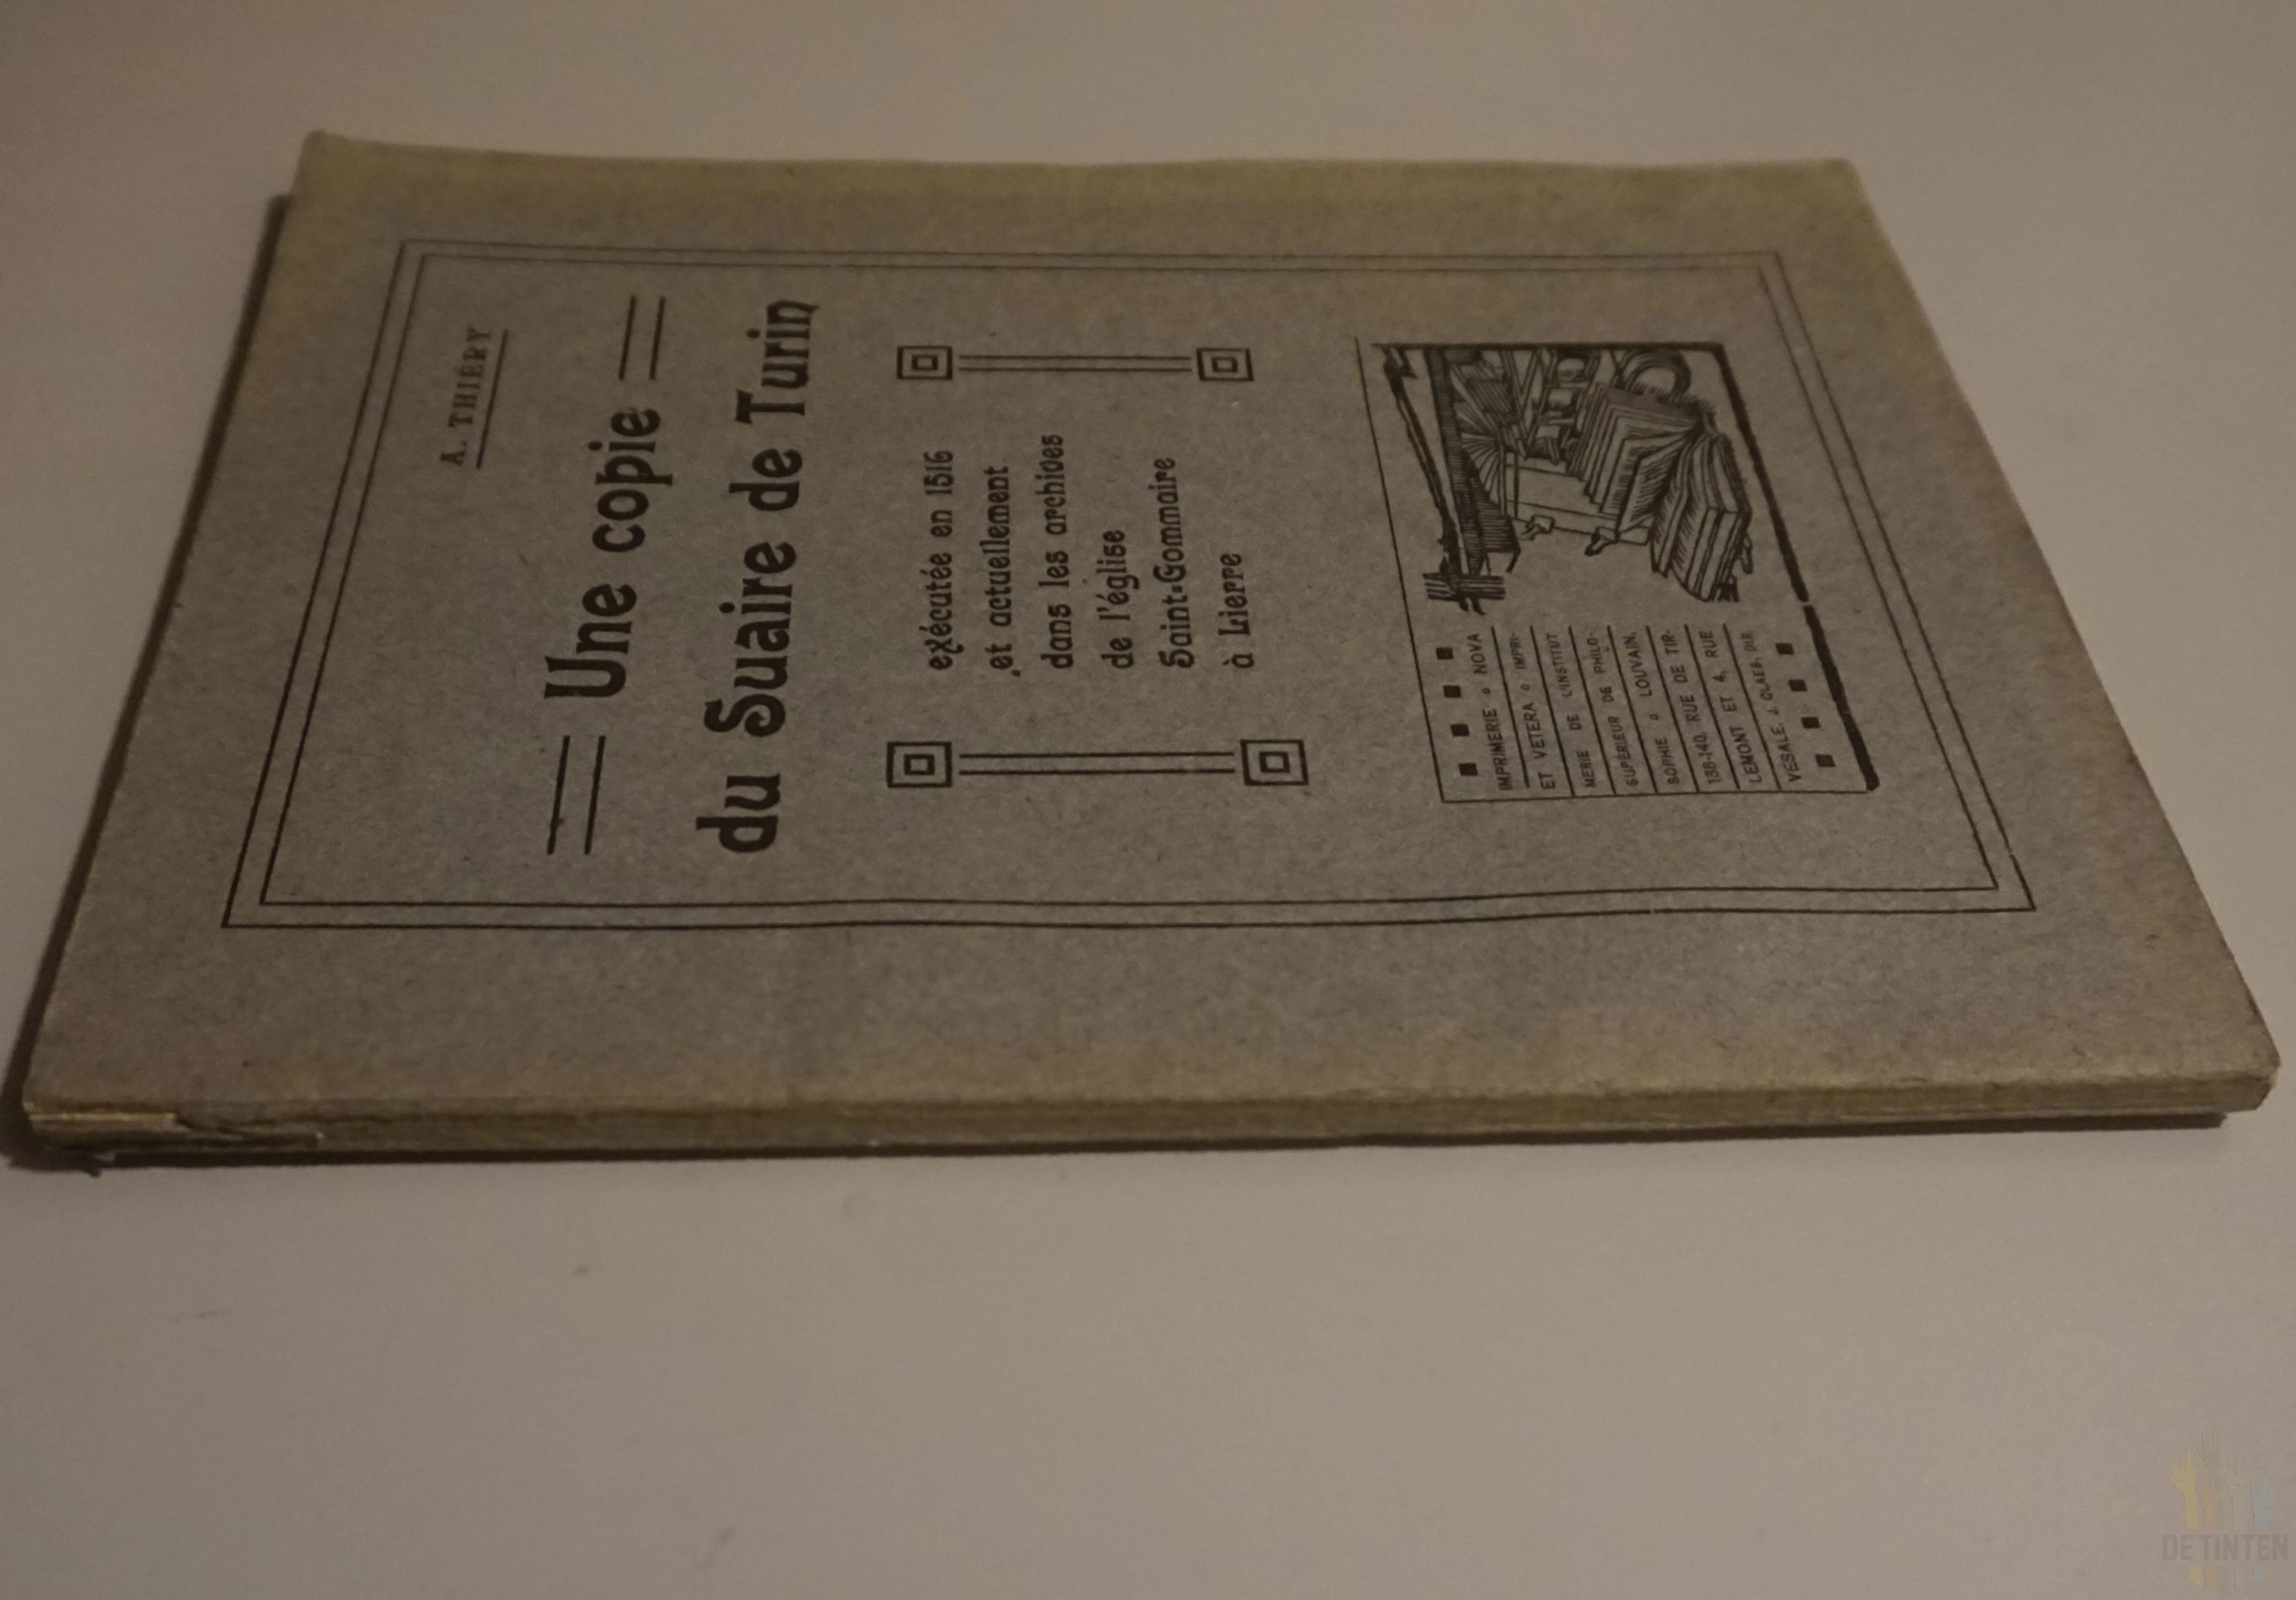 A. THIÉRY
Une copie
du Suaire de Turin
exécutée en 1516
et actuellement
dans les archives
de l'église
Saint-Gommaire
à Lierre
IMPRIMERIE o NOVA
ET VETERA o IMPRI-
MERIE DE L'INSTITUT
SUPÉRIEUR DE PHILO-
SOPHIE o LOUVAIN.
138-140, RUE DE TIR-
LEMONT ET 4, RUE
VÉSALE. J. CLAES, DIR.
DE TINTEN